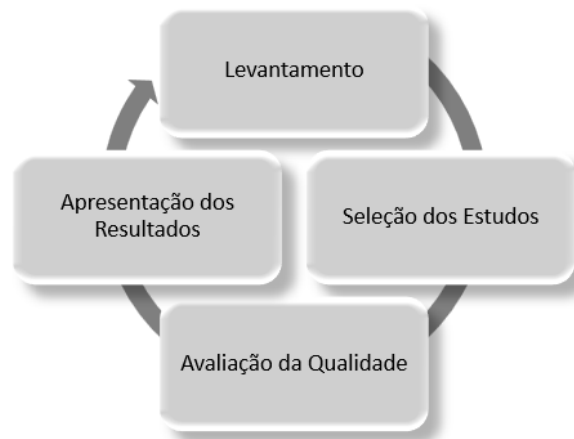 Levantamento
Seleção dos Estudos
Avaliação da Qualidade
Apresentação dos
Resultados